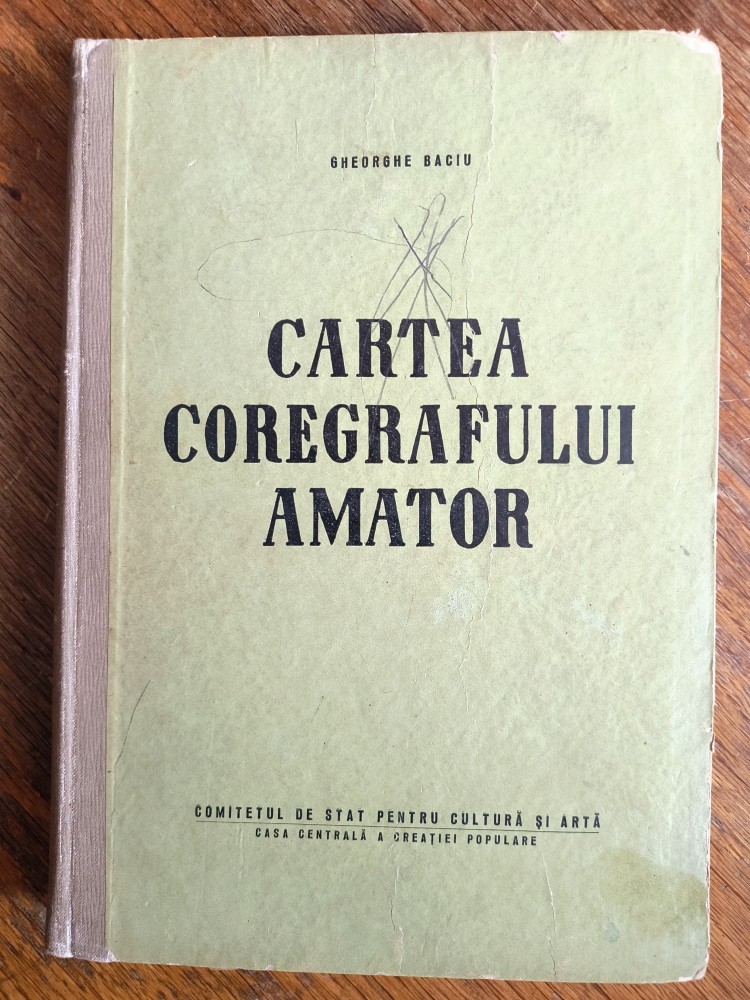 GHEORGHE BACIU
CARTEA
COREGRAFULUI
AMATOR
COMITETUL DE STAT PENTRU CULTURĂ ȘI ARTĂ
CASA CENTRALĂ A CREAȚIEI POPULARE